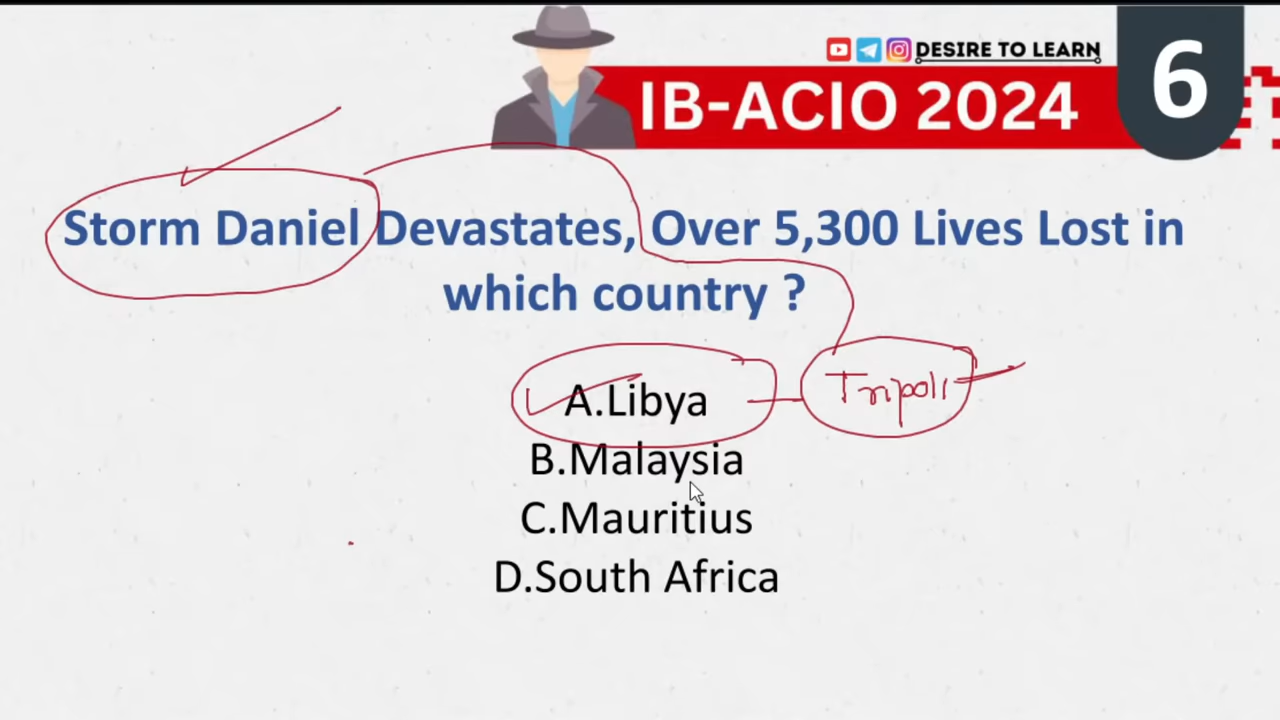 DESIRE TO LEARN
6
IB-ACIO 2024
Storm Daniel Devastates, Over 5,300 Lives Lost in
which country ?
A.Libya
Tripoli
B.Malaysia
C.Mauritius
D.South Africa